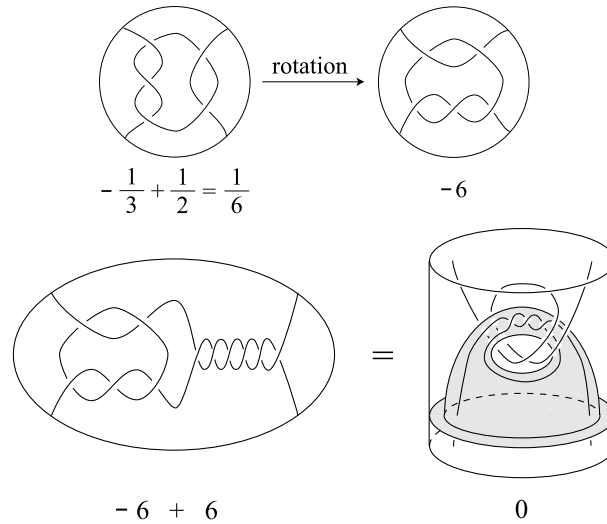 rotation
- 1/3 + 1/2 = 1/6
-6
=
-6 + 6
0